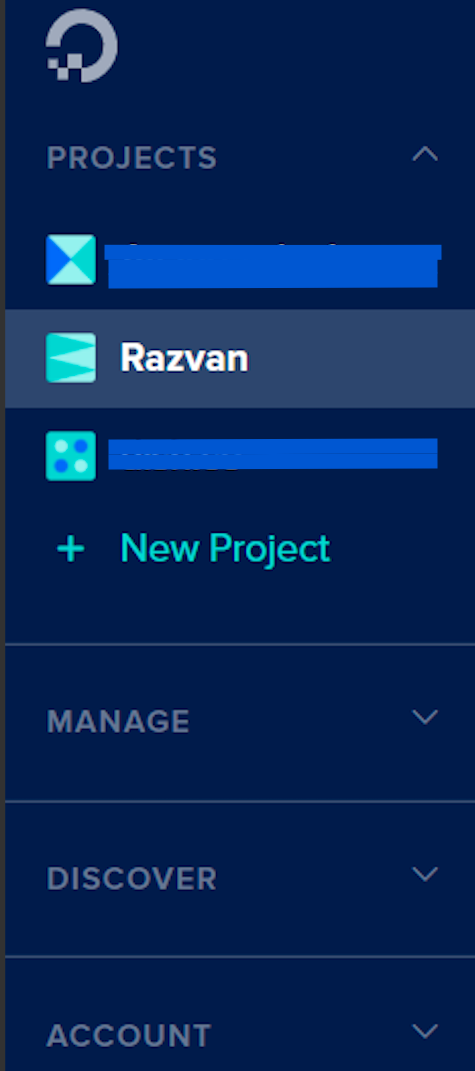 PROJECTS
Razvan
+ New Project
MANAGE
DISCOVER
ACCOUNT